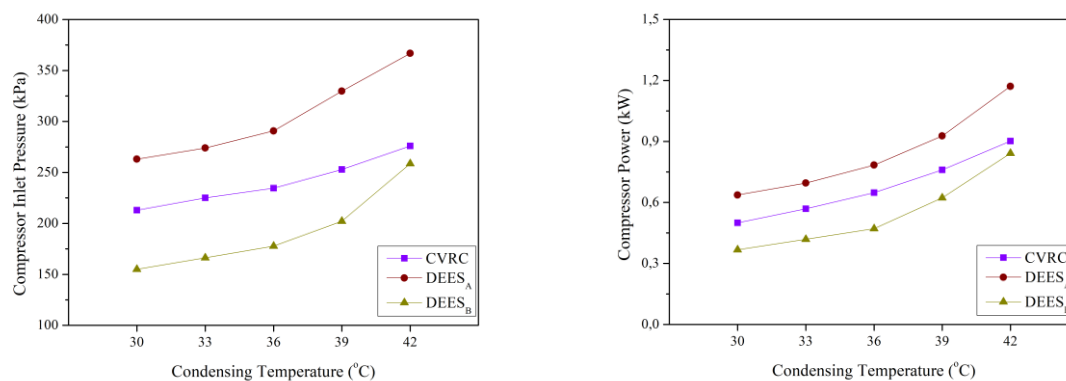 400
350
300
250
200
150
100
Compressor Inlet Pressure (kPa)
30 33 36 39 42
Condensing Temperature (°C)
CVRC
DEES_A
DEES_B
1,5
1,2
0,9
0,6
0,3
0,0
Compressor Power (kW)
30 33 36 39 42
Condensing Temperature (°C)
CVRC
DEES
DEES